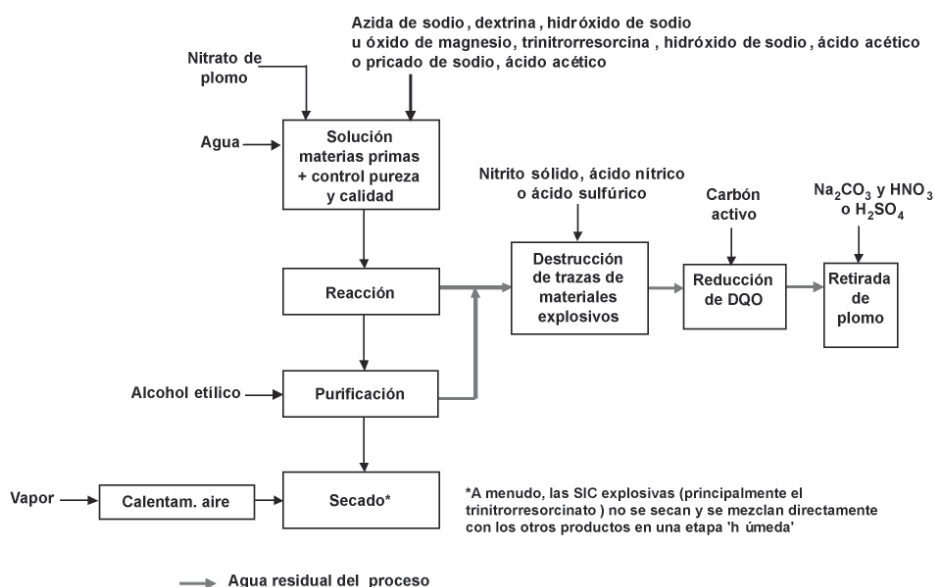 Azida de sodio, dextrina, hidróxido de sodio
u óxido de magnesio, trinitrorresorcina , hidróxido de sodio, ácido acético
o pricado de sodio, ácido acético
Nitrato de
plomo
Agua
Solución
materias primas
+ control pureza
y calidad
Nitrito sólido, ácido nítrico
o ácido sulfúrico
Carbón
activo
Na₂CO₃ y HNO₃
o H₂SO₄
Reacción
Destrucción
de trazas de
materiales
explosivos
Reducción
de DQO
Retirada
de
plomo
Alcohol etílico
Purificación
Vapor
Calentam. aire
Secado*
*A menudo, las SIC explosivas (principalmente el
trinitrorresorcinato ) no se secan y se mezclan directamente
con los otros productos en una etapa 'h úmeda'
Agua residual del proceso